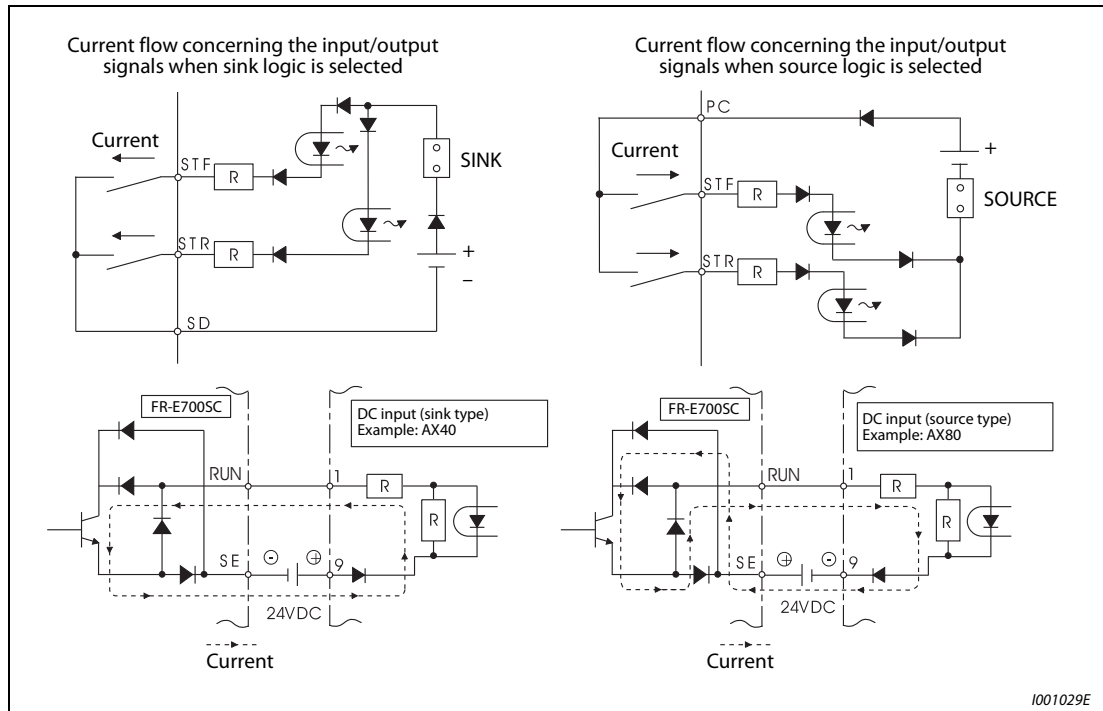 Current flow concerning the input/output
signals when sink logic is selected
Current
STF
R
SINK
STR
R
+
–
SD
Current flow concerning the input/output
signals when source logic is selected
PC
Current
+
STF
R
SOURCE
STR
R
FR-E700SC
DC input (sink type)
Example: AX40
RUN
1
R
R
SE
-
+
9
24VDC
Current
FR-E700SC
DC input (source type)
Example: AX80
RUN
1
R
R
SE
+
-
9
24VDC
Current
I001029E